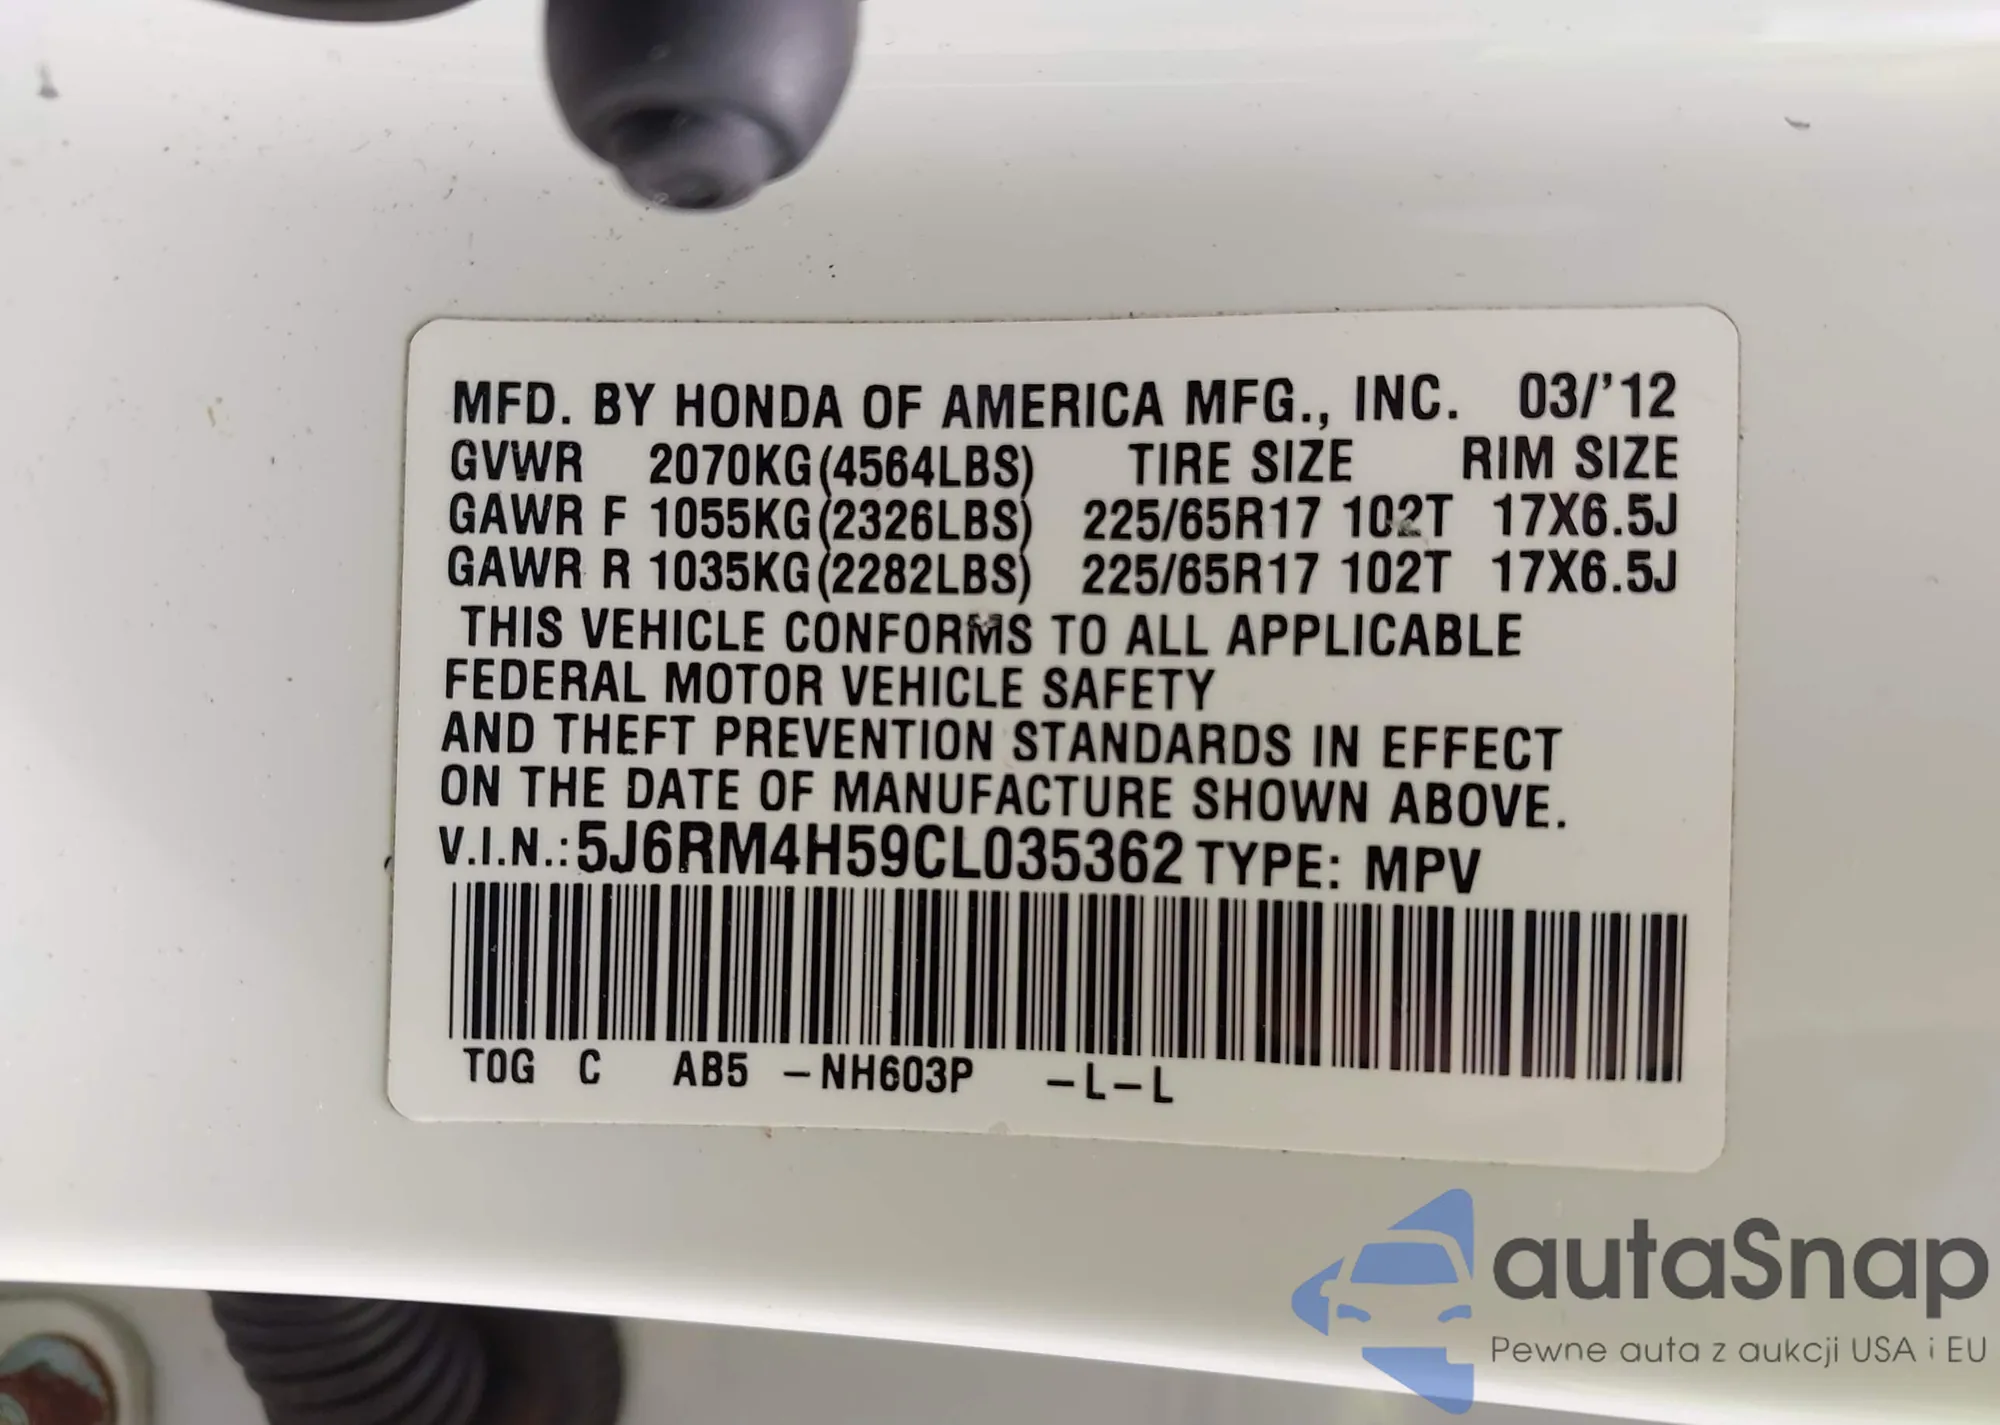 MFD. BY HONDA OF AMERICA MFG., INC. 03/'12
GVWR 2070KG(4564LBS) TIRE SIZE RIM SIZE
GAWR F 1055KG(2326LBS) 225/65R17 102T 17X6.5J
GAWR R 1035KG(2282LBS) 225/65R17 102T 17X6.5J
THIS VEHICLE CONFORMS TO ALL APPLICABLE
FEDERAL MOTOR VEHICLE SAFETY
AND THEFT PREVENTION STANDARDS IN EFFECT
ON THE DATE OF MANUFACTURE SHOWN ABOVE.
V.I.N.: 5J6RM4H59CL035362 TYPE: MPV
TOG C AB5 -NH603P -L-L
autaSnap
Pewne auta z aukcji USA i EU